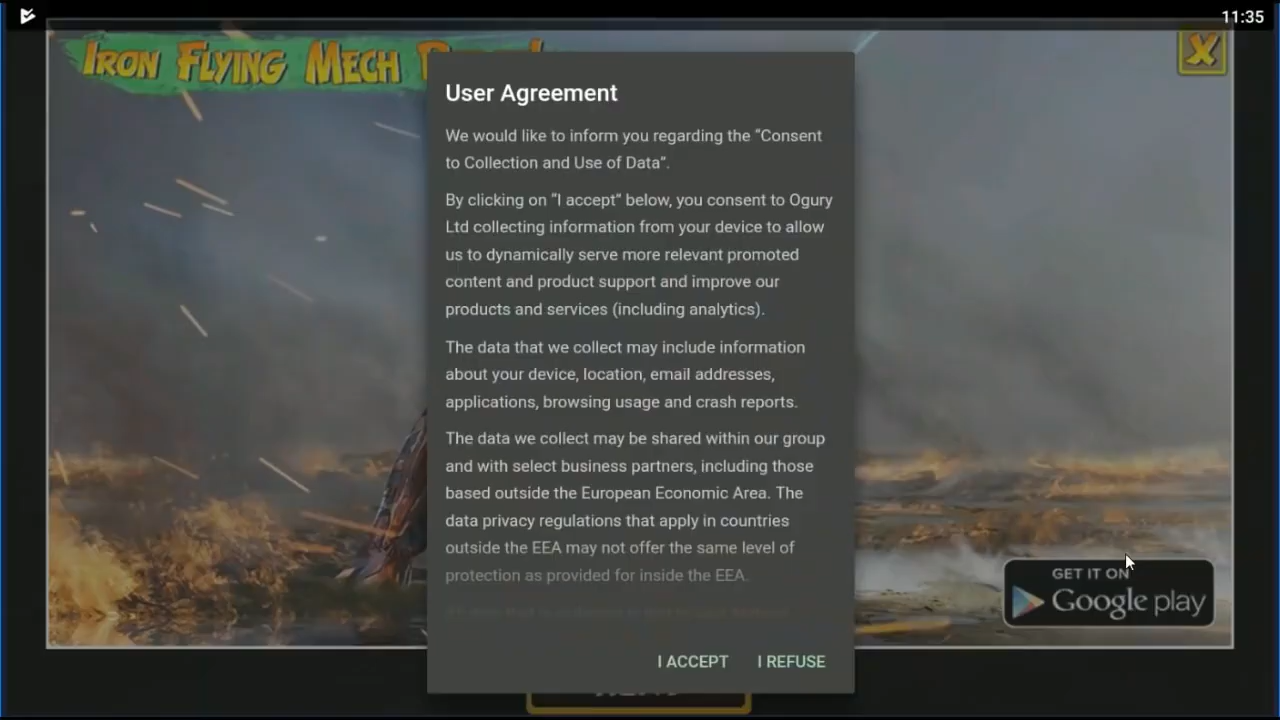 11:35
IRON FLYING MECH
User Agreement
We would like to inform you regarding the “Consent
to Collection and Use of Data”.
By clicking on “I accept” below, you consent to Ogury
Ltd collecting information from your device to allow
us to dynamically serve more relevant promoted
content and product support and improve our
products and services (including analytics).
The data that we collect may include information
about your device, location, email addresses,
applications, browsing usage and crash reports.
The data we collect may be shared within our group
and with select business partners, including those
based outside the European Economic Area. The
data privacy regulations that apply in countries
outside the EEA may not offer the same level of
protection as provided for inside the EEA.
GET IT ON
Google play
I ACCEPT I REFUSE